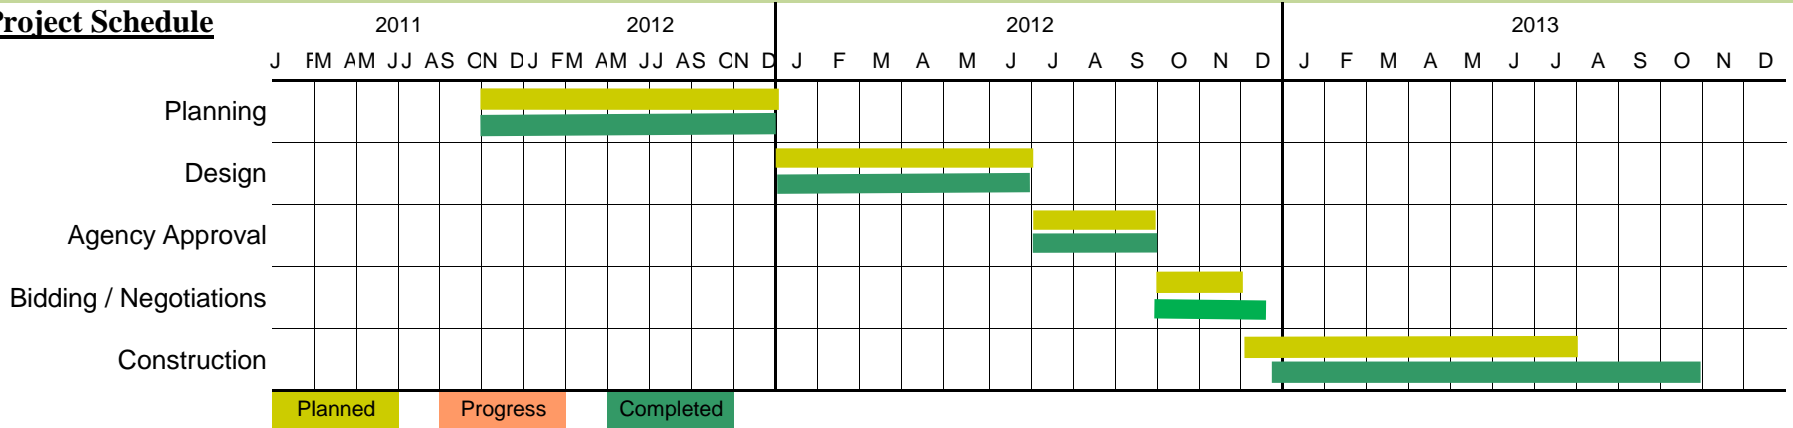 Project Schedule
2011 2012 2012 2013
J FM AM JJ AS ON DJ FM AM JJ AS ON D J F M A M J J A S O N D J F M A M J J A S O N D
Planning
Design
Agency Approval
Bidding / Negotiations
Construction
Planned Progress Completed